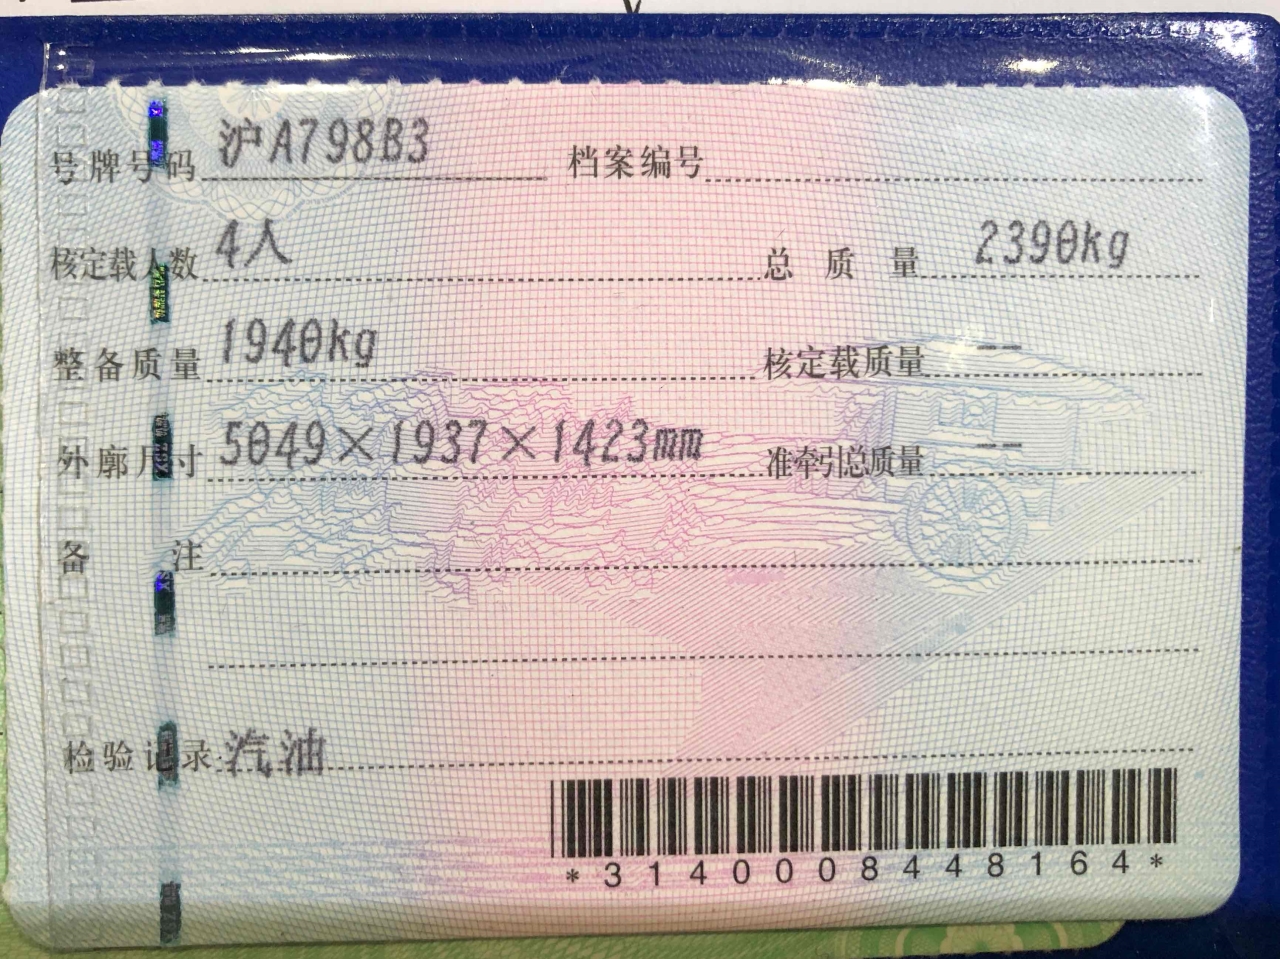 号牌号码 沪A798B3 档案编号
核定载人数 4人 总质量 2390kg
整备质量 1940kg 核定载质量 --
外廓尺寸 5049×1937×1423mm 准牵引总质量 --
备注
检验记录 汽油
*3140008448164*